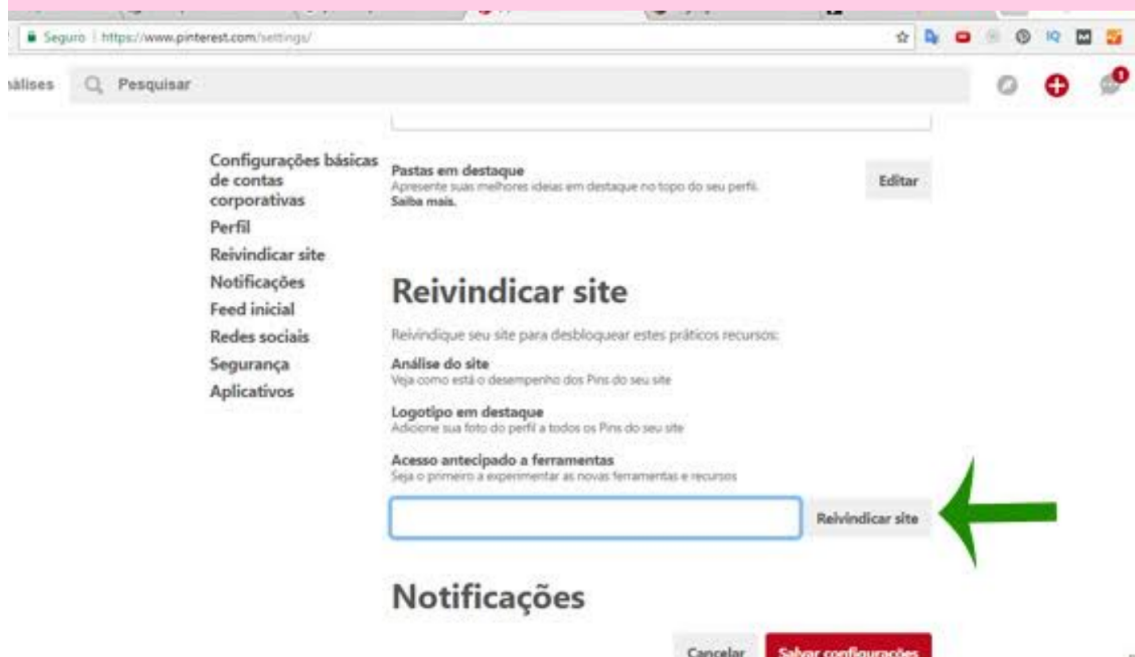 Seguro | https://www.pinterest.com/settings/
álises
Pesquisar
1
Configurações básicas
de contas
corporativas
Perfil
Reivindicar site
Notificações
Feed inicial
Redes sociais
Segurança
Aplicativos
Pastas em destaque
Apresente suas melhores ideias em destaque no topo do seu perfil.
Saiba mais.
Editar
Reivindicar site
Reivindique seu site para desbloquear estes práticos recursos:
Análise do site
Veja como está o desempenho dos Pins do seu site
Logotipo em destaque
Adicione sua foto do perfil a todos os Pins do seu site
Acesso antecipado a ferramentas
Seja o primeiro a experimentar as novas ferramentas e recursos
Reivindicar site
Notificações
Cancelar
Salvar configurações